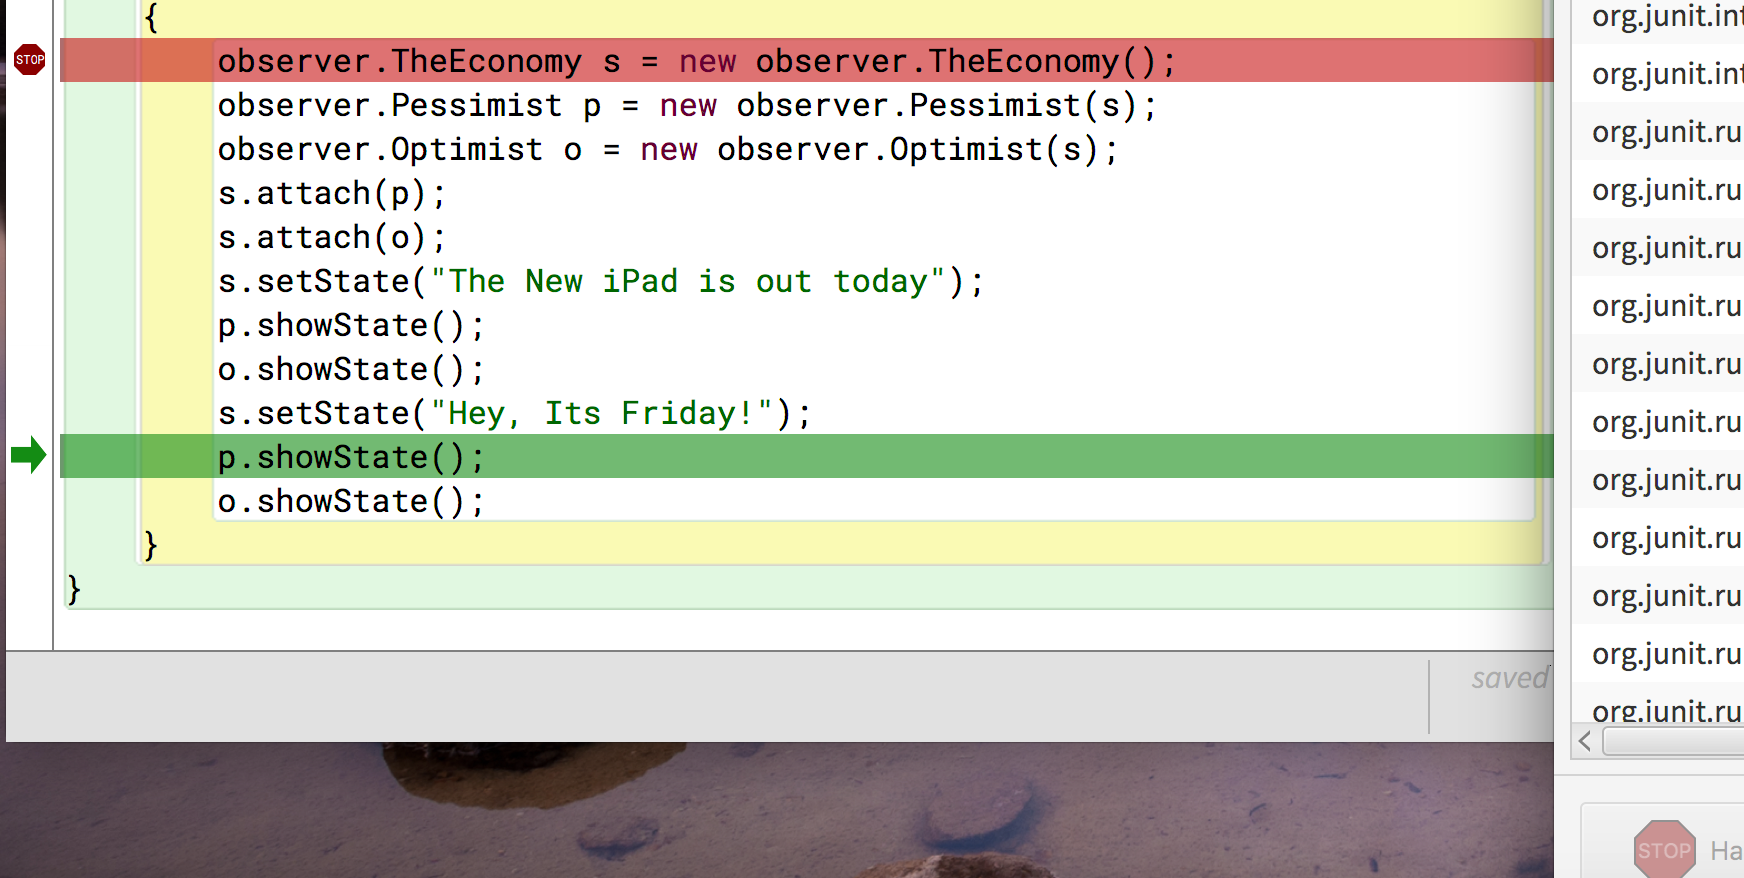 {
STOP
observer.TheEconomy s = new observer.TheEconomy();
observer.Pessimist p = new observer.Pessimist(s);
observer.Optimist o = new observer.Optimist(s);
s.attach(p);
s.attach(o);
s.setState("The New iPad is out today");
p.showState();
o.showState();
s.setState("Hey, Its Friday!");
p.showState();
o.showState();
}
}
saved
org.junit.int
org.junit.int
org.junit.ru
org.junit.ru
org.junit.ru
org.junit.ru
org.junit.ru
org.junit.ru
org.junit.ru
org.junit.ru
org.junit.ru
org.junit.ru
org.junit.ru
STOP
Ha